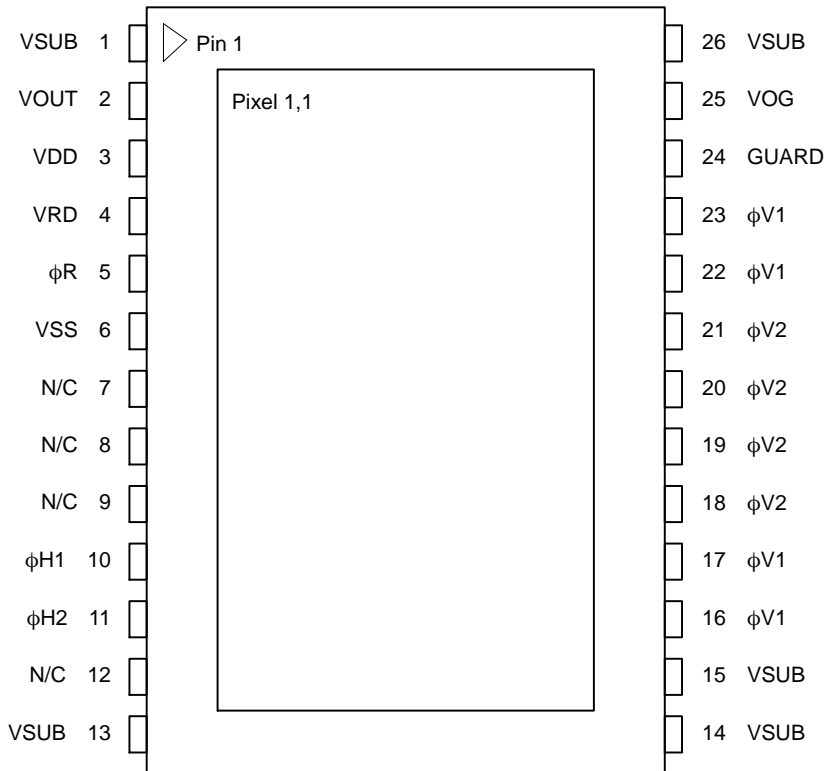 VSUB 1 Pin 1 26 VSUB
VOUT 2 Pixel 1,1 25 VOG
VDD 3 24 GUARD
VRD 4 23 ϕV1
ϕR 5 22 ϕV1
VSS 6 21 ϕV2
N/C 7 20 ϕV2
N/C 8 19 ϕV2
N/C 9 18 ϕV2
ϕH1 10 17 ϕV1
ϕH2 11 16 ϕV1
N/C 12 15 VSUB
VSUB 13 14 VSUB